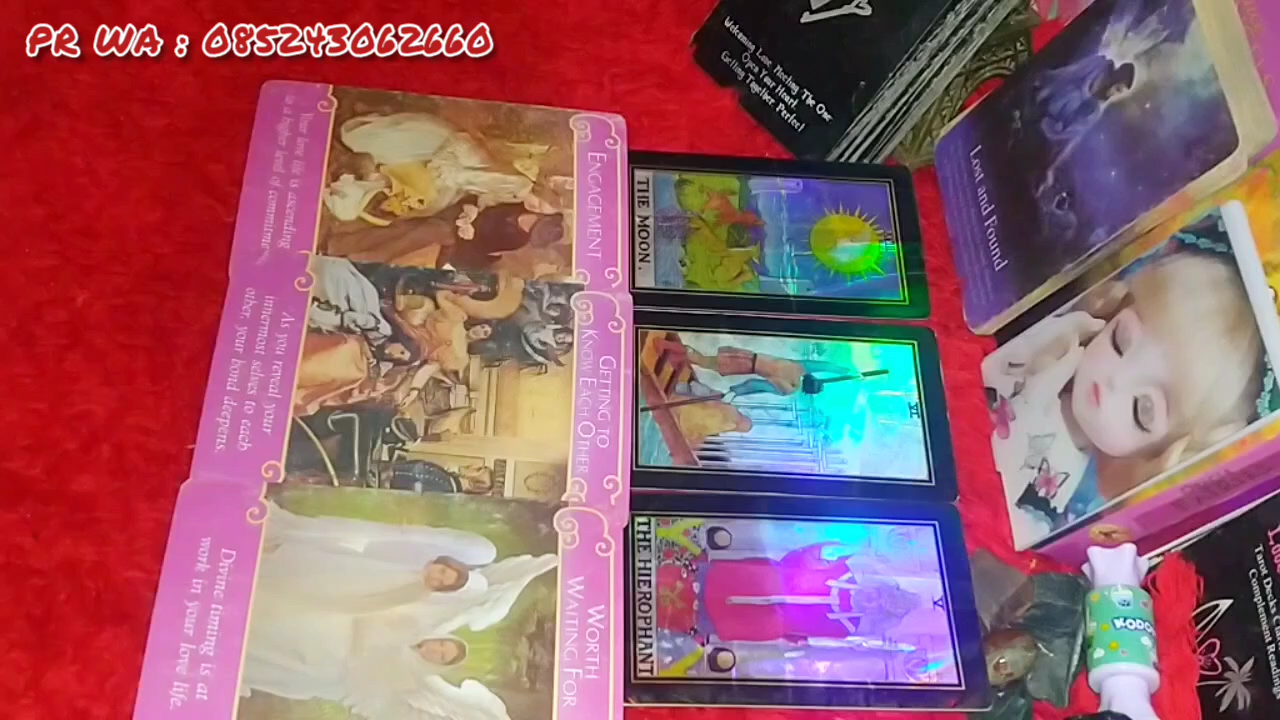 PR WA : 085243062660
Welcoming Love, Meeting The One
Open Your Heart
Getting Together, Perfect
Lost and Found
ENGAGEMENT
Your love life is ascending
to a higher level of
THE MOON.
XVIII
GETTING TO
KNOW EACH OTHER
As you reveal your
innermost selves to each
other, your bond deepens.
VI
WORTH
WAITING FOR
Divine timing is at
work in your love life.
THE HIEROPHANT
V
Tarot Decks
Complement Reading